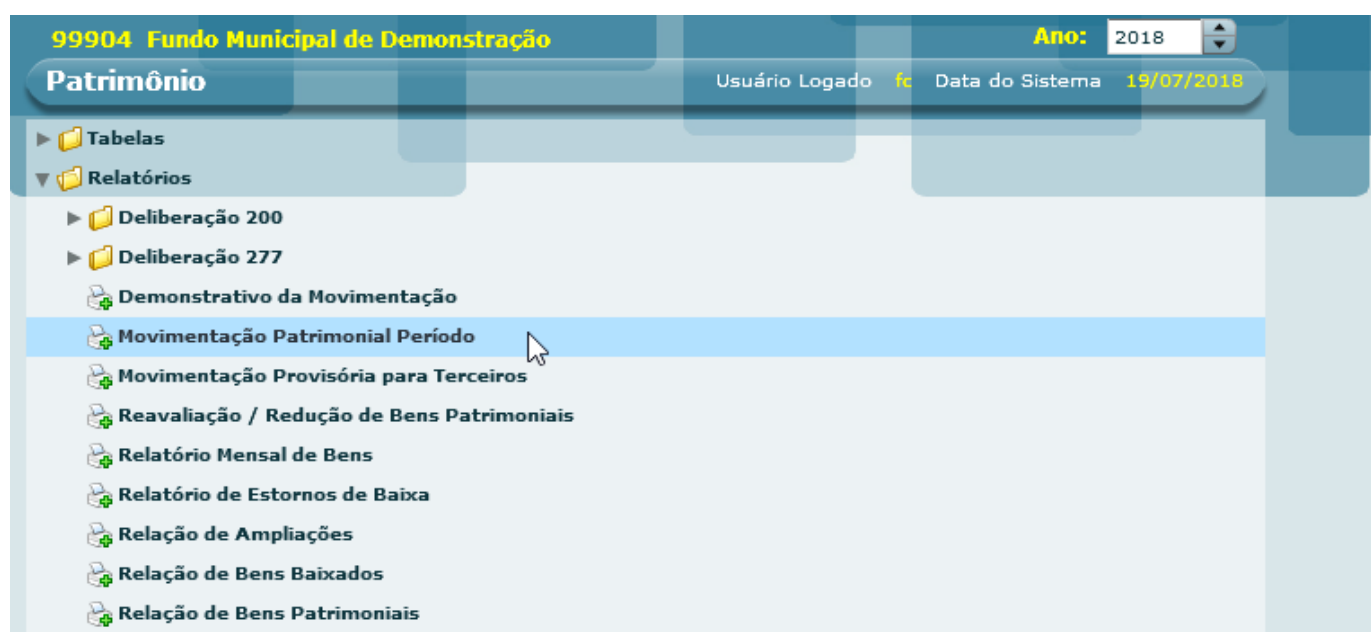 99904 Fundo Municipal de Demonstração Ano: 2018
Patrimônio Usuário Logado fc Data do Sistema 19/07/2018
Tabelas
Relatórios
Deliberação 200
Deliberação 277
Demonstrativo da Movimentação
Movimentação Patrimonial Período
Movimentação Provisória para Terceiros
Reavaliação / Redução de Bens Patrimoniais
Relatório Mensal de Bens
Relatório de Estornos de Baixa
Relação de Ampliações
Relação de Bens Baixados
Relação de Bens Patrimoniais